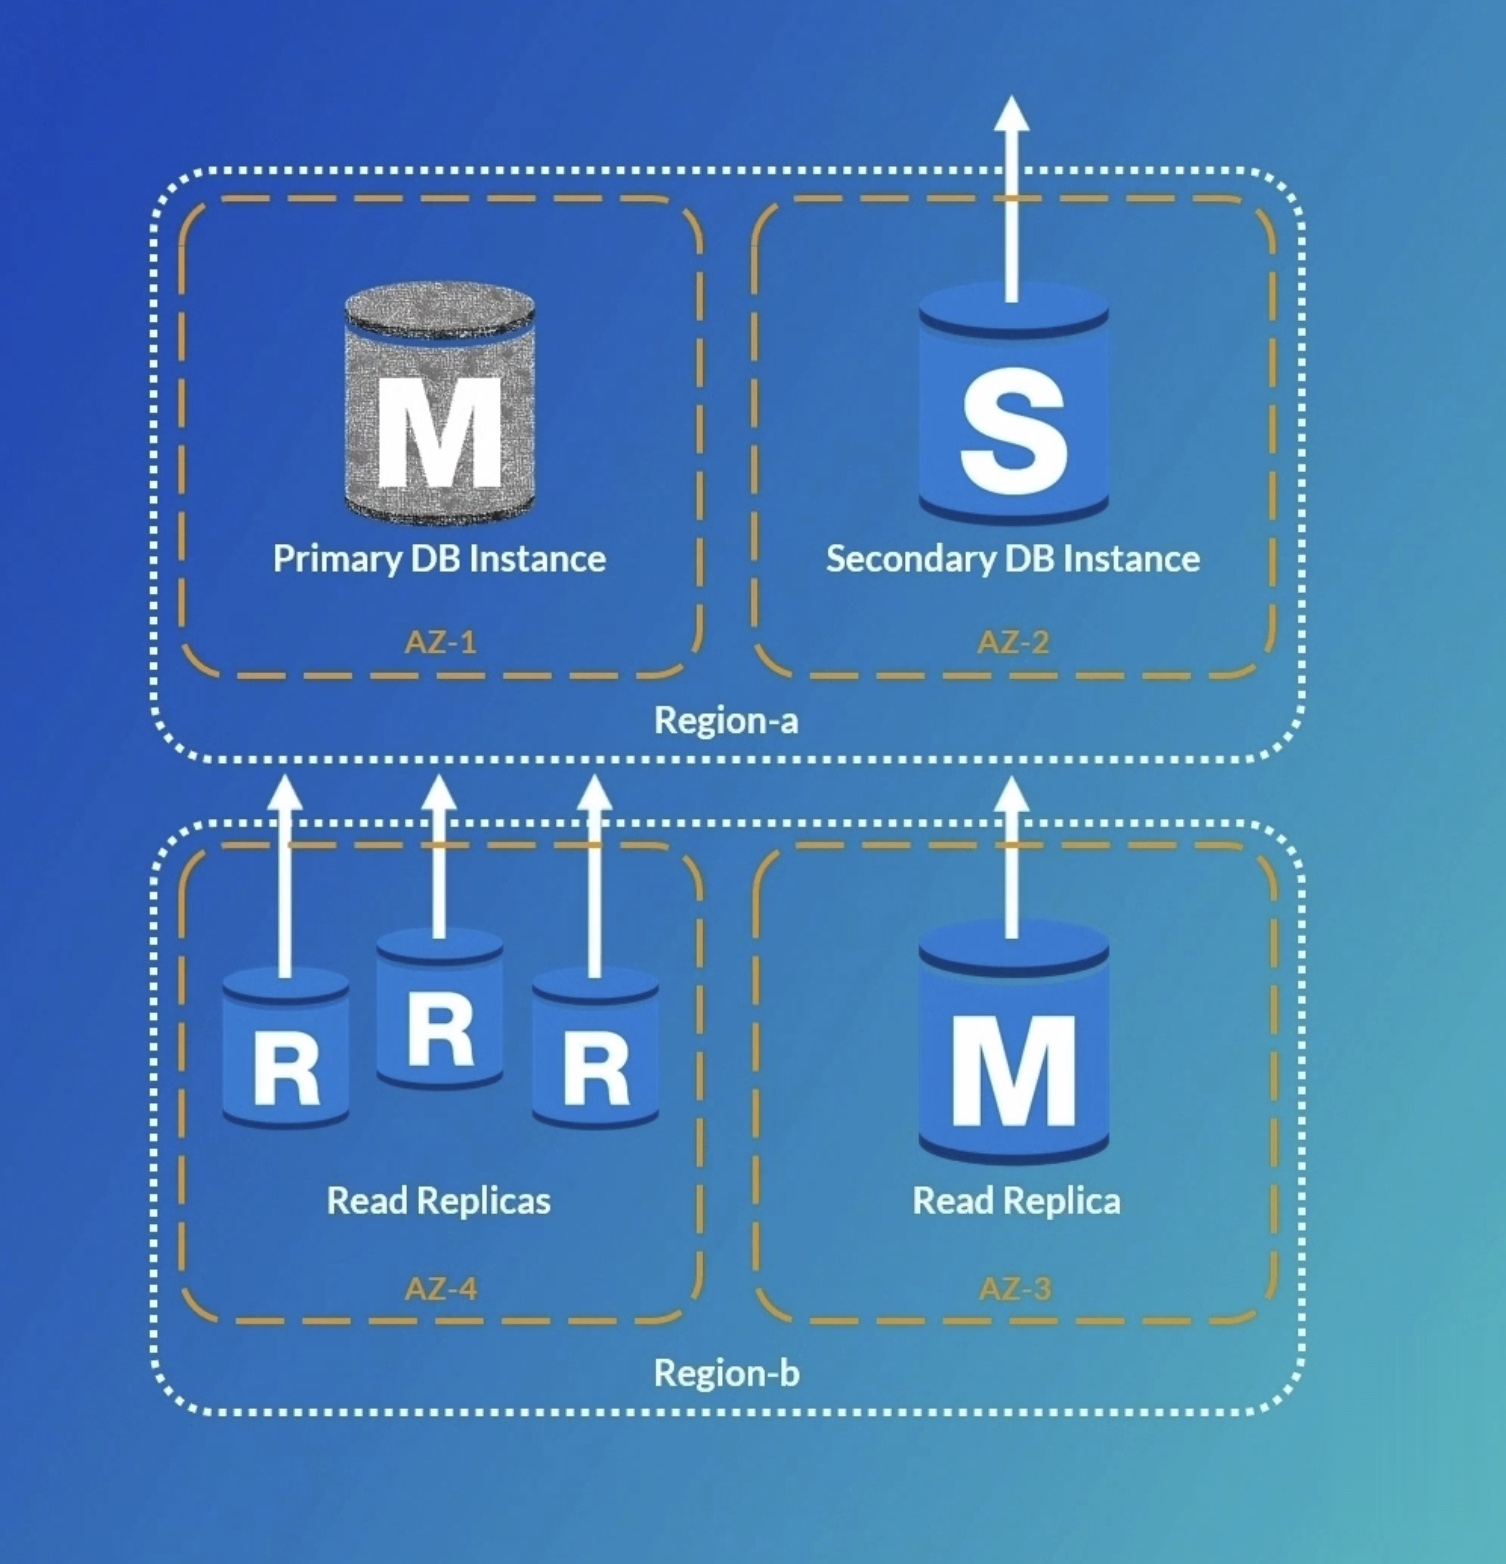 M
Primary DB Instance
AZ-1
S
Secondary DB Instance
AZ-2
Region-a
R
R
R
Read Replicas
AZ-4
M
Read Replica
AZ-3
Region-b